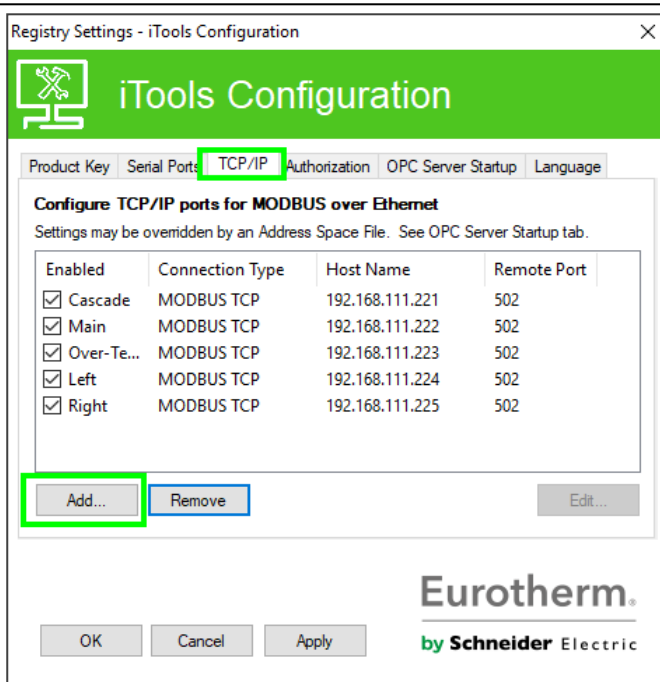 Registry Settings - iTools Configuration
iTools Configuration
Product Key Serial Ports TCP/IP Authorization OPC Server Startup Language
Configure TCP/IP ports for MODBUS over Ethernet
Settings may be overridden by an Address Space File. See OPC Server Startup tab.
Enabled Connection Type Host Name Remote Port
Cascade MODBUS TCP 192.168.111.221 502
Main MODBUS TCP 192.168.111.222 502
Over-Te... MODBUS TCP 192.168.111.223 502
Left MODBUS TCP 192.168.111.224 502
Right MODBUS TCP 192.168.111.225 502
Add... Remove Edit...
Eurotherm®
OK Cancel Apply by Schneider Electric